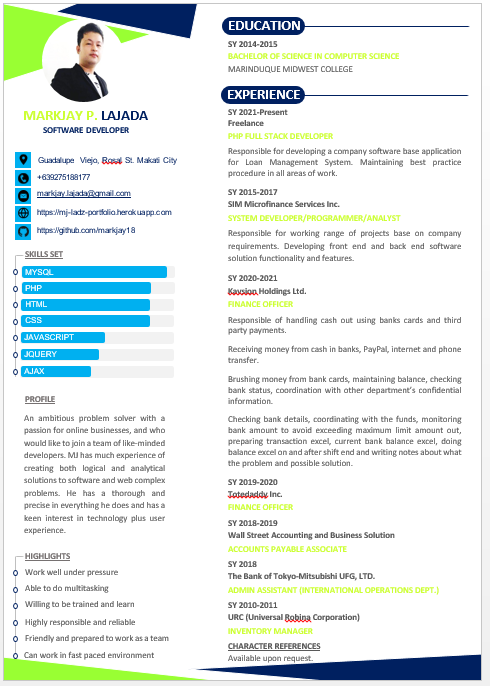 MARKJAY P. LAJADA
SOFTWARE DEVELOPER
Guadalupe Viejo, Rosal St. Makati City
+639275188177
markjay.lajada@gmail.com
https://mj-ladz-portfolio.herokuapp.com
https://github.com/markjay18
SKILLS SET
MYSQL
PHP
HTML
CSS
JAVASCRIPT
JQUERY
AJAX
PROFILE
An ambitious problem solver with a
passion for online businesses, and who
would like to join a team of like-minded
developers. MJ has much experience of
creating both logical and analytical
solutions to software and web complex
problems. He has a thorough and
precise in everything he does and has a
keen interest in technology plus user
experience.
HIGHLIGHTS
Work well under pressure
Able to do multitasking
Willing to be trained and learn
Highly responsible and reliable
Friendly and prepared to work as a team
Can work in fast paced environment
EDUCATION
SY 2014-2015
BACHELOR OF SCIENCE IN COMPUTER SCIENCE
MARINDUQUE MIDWEST COLLEGE
EXPERIENCE
SY 2021-Present
Freelance
PHP FULL STACK DEVELOPER
Responsible for developing a company software base application
for Loan Management System. Maintaining best practice
procedure in all areas of work.
SY 2015-2017
SIM Microfinance Services Inc.
SYSTEM DEVELOPER/PROGRAMMER/ANALYST
Responsible for working range of projects base on company
requirements. Developing front end and back end software
solution functionality and features.
SY 2020-2021
Kaysion Holdings Ltd.
FINANCE OFFICER
Responsible of handling cash out using banks cards and third
party payments.
Receiving money from cash in banks, PayPal, internet and phone
transfer.
Brushing money from bank cards, maintaining balance, checking
bank status, coordination with other department's confidential
information.
Checking bank details, coordinating with the funds, monitoring
bank amount to avoid exceeding maximum limit amount out,
preparing transaction excel, current bank balance excel, doing
balance excel on and after shift end and writing notes about what
the problem and possible solution.
SY 2019-2020
Totedaddy Inc.
FINANCE OFFICER
SY 2018-2019
Wall Street Accounting and Business Solution
ACCOUNTS PAYABLE ASSOCIATE
SY 2018
The Bank of Tokyo-Mitsubishi UFG, LTD.
ADMIN ASSISTANT (INTERNATIONAL OPERATIONS DEPT.)
SY 2010-2011
URC (Universal Robina Corporation)
INVENTORY MANAGER
CHARACTER REFERENCES
Available upon request.